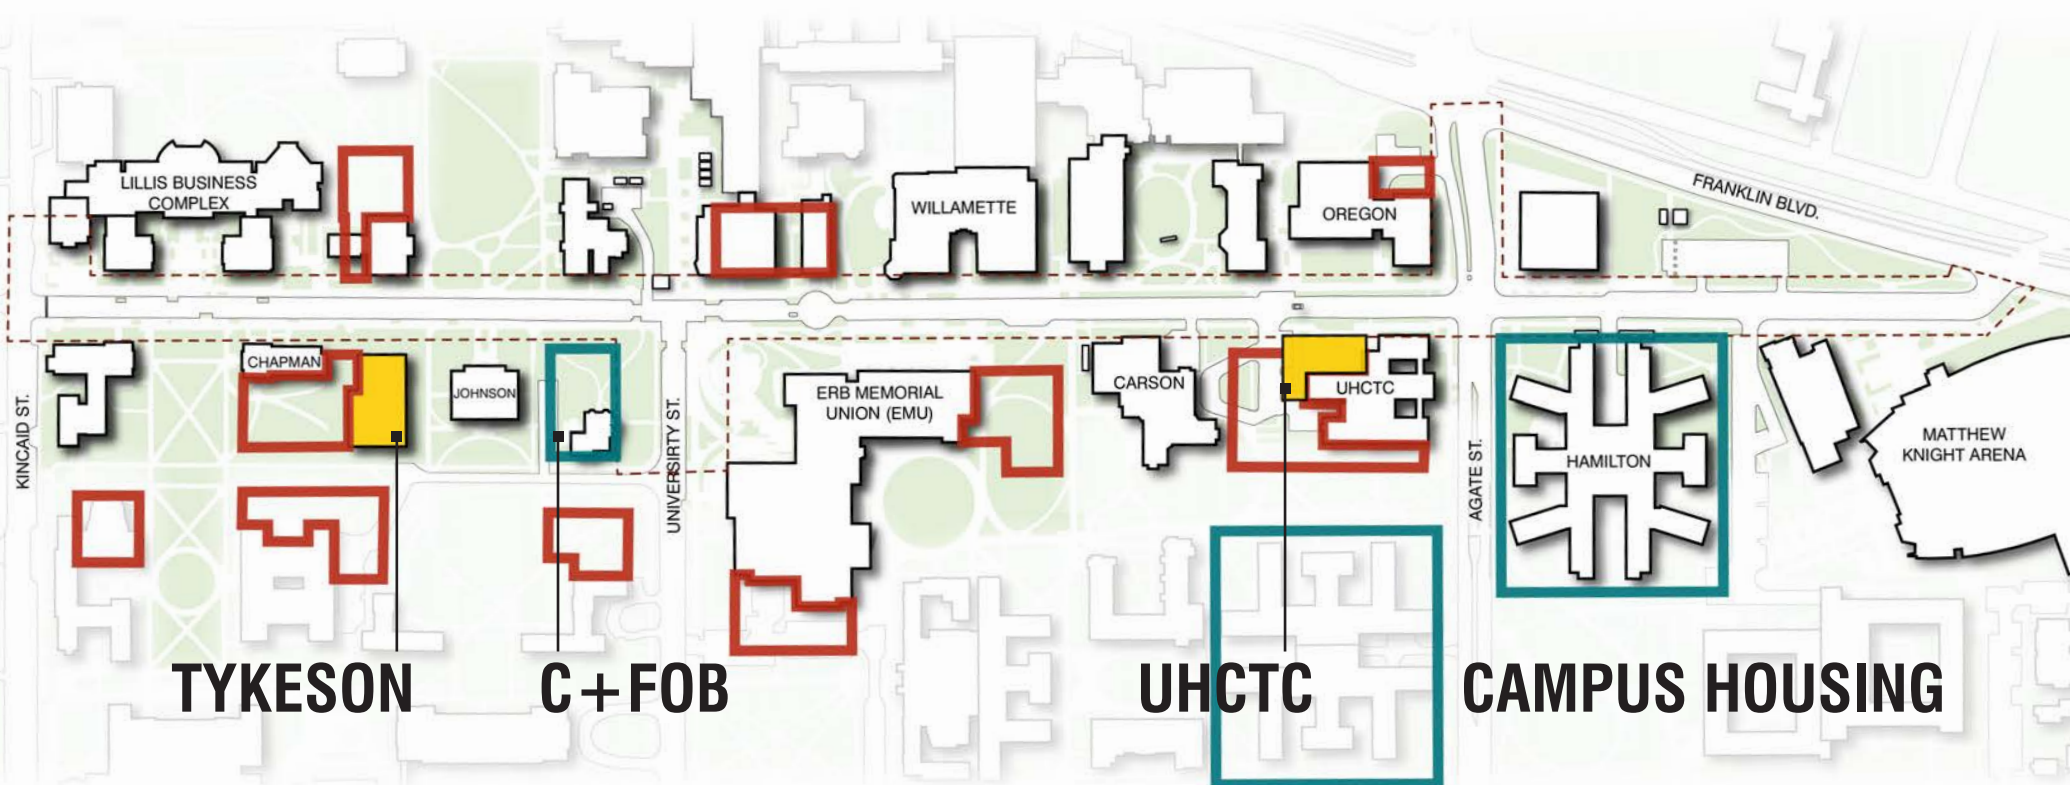 LILLIS BUSINESS
COMPLEX
WILLAMETTE
OREGON
FRANKLIN BLVD.
KINCAID ST.
CHAPMAN
JOHNSON
UNIVERSIRTY ST.
ERB MEMORIAL
UNION (EMU)
CARSON
UHCTC
AGATE ST.
HAMILTON
MATTHEW
KNIGHT ARENA
TYKESON
C+FOB
UHCTC
CAMPUS HOUSING